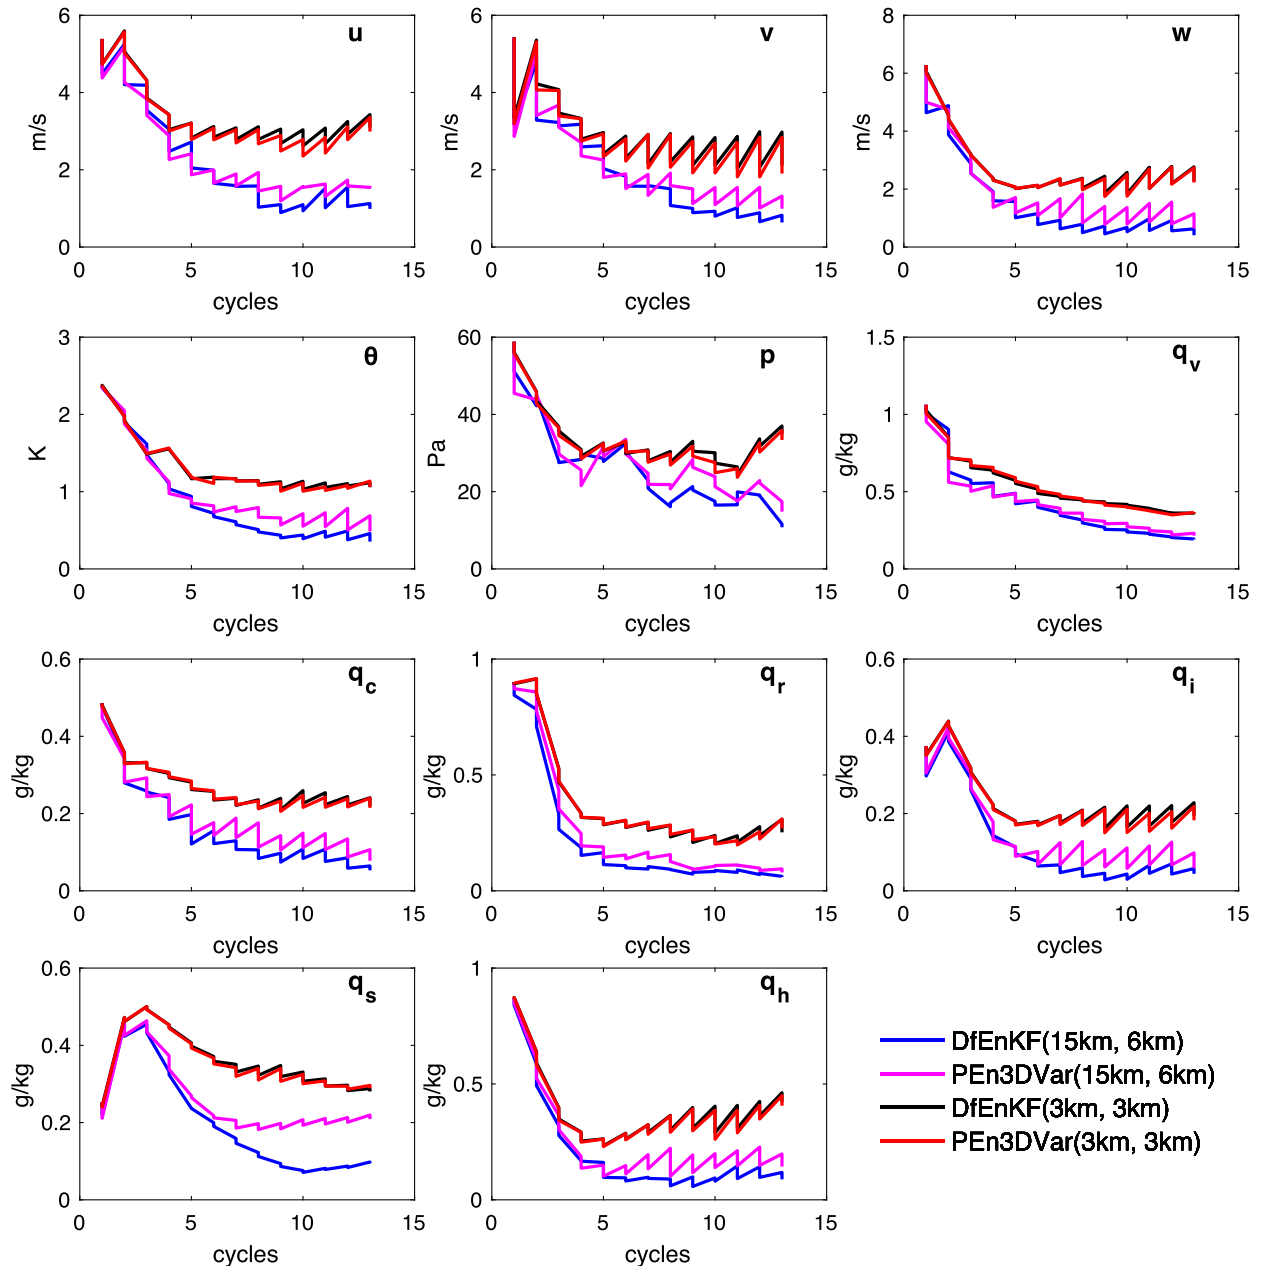 u
6
4
2
0
m/s
0 5 10 15
cycles
v
6
4
2
0
m/s
0 5 10 15
cycles
w
8
6
4
2
0
m/s
0 5 10 15
cycles
θ
3
2
1
0
K
0 5 10 15
cycles
p
60
40
20
0
Pa
0 5 10 15
cycles
q_v
1.5
1
0.5
0
g/kg
0 5 10 15
cycles
q_c
0.6
0.4
0.2
0
g/kg
0 5 10 15
cycles
q_r
1
0.5
0
g/kg
0 5 10 15
cycles
q_i
0.6
0.4
0.2
0
g/kg
0 5 10 15
cycles
q_s
0.6
0.4
0.2
0
g/kg
0 5 10 15
cycles
q_h
1
0.5
0
g/kg
0 5 10 15
cycles
DfEnKF(15km, 6km)
PEn3DVar(15km, 6km)
DfEnKF(3km, 3km)
PEn3DVar(3km, 3km)